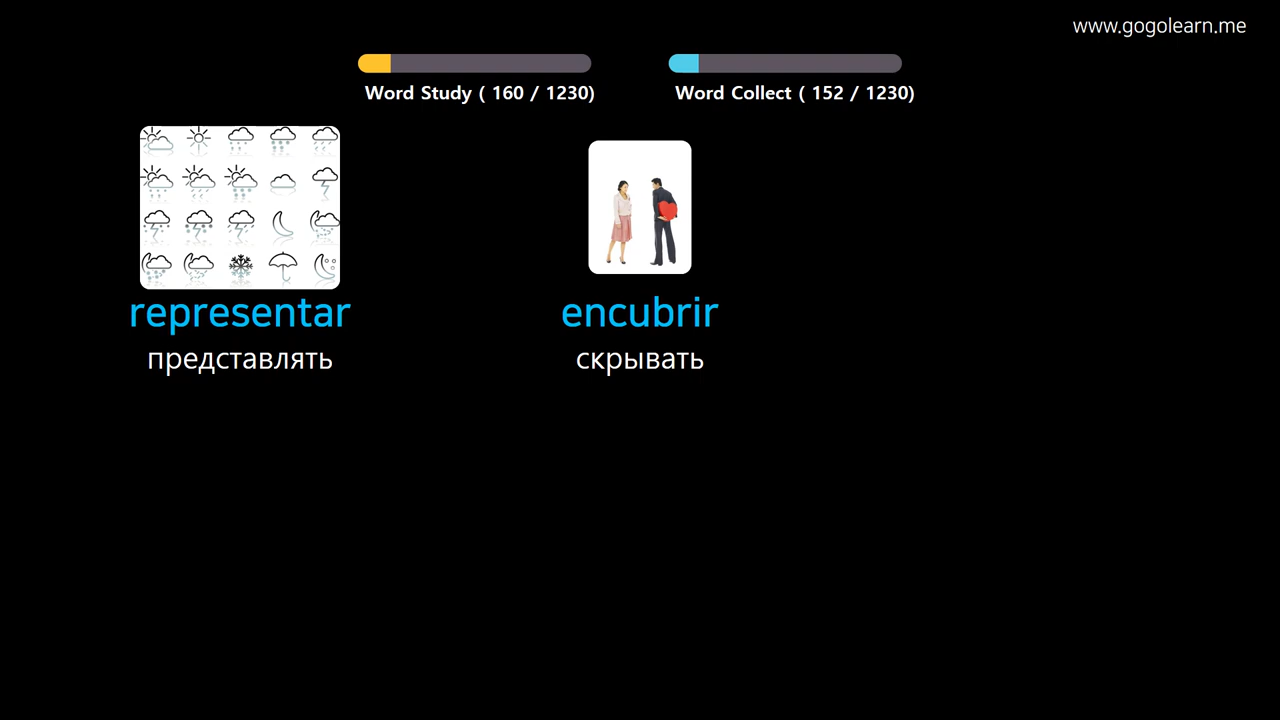 www.gogolearn.me
Word Study ( 160 / 1230)
Word Collect ( 152 / 1230)
representar
представлять
encubrir
скрывать